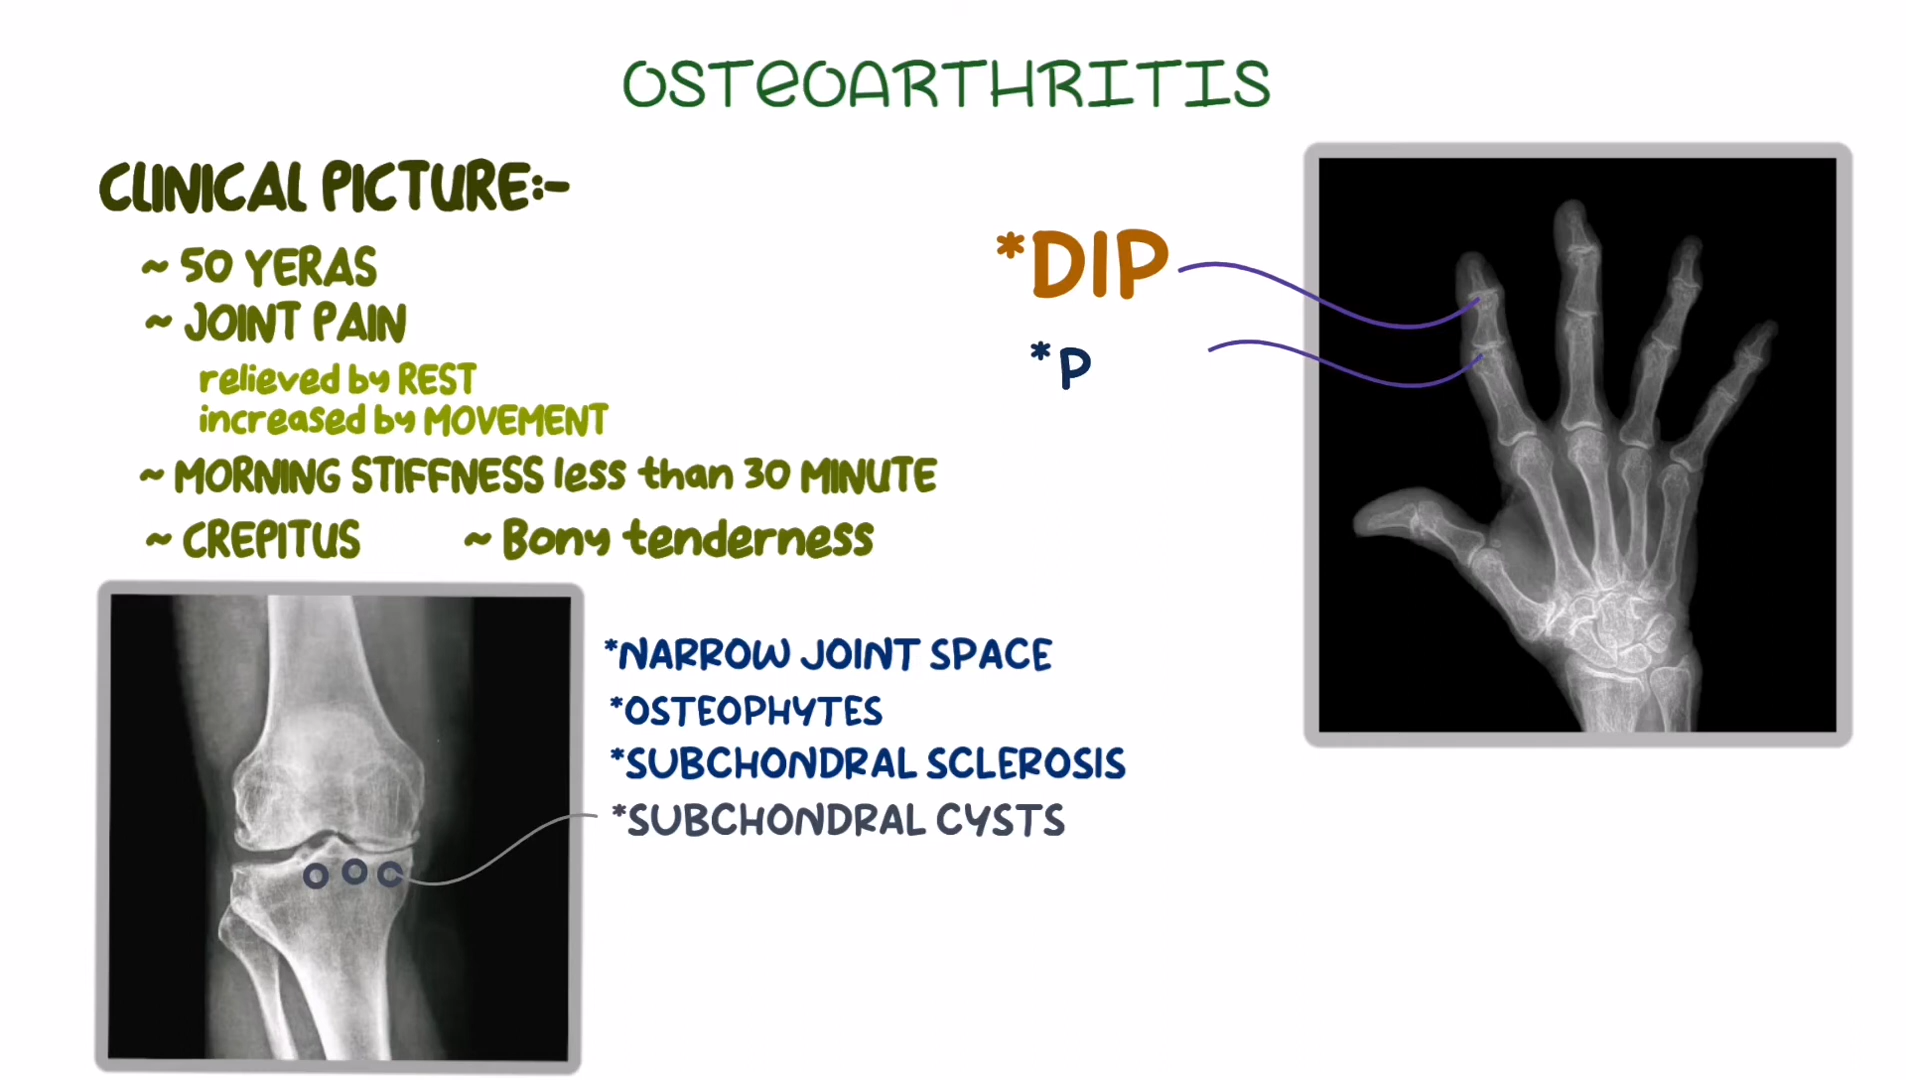 OSTEOARTHRITIS
CLINICAL PICTURE:-
~ 50 YERAS
~ JOINT PAIN
relieved by REST
increased by MOVEMENT
~ MORNING STIFFNESS less than 30 MINUTE
~ CREPITUS ~ Bony tenderness
*DIP
*P
*NARROW JOINT SPACE
*OSTEOPHYTES
*SUBCHONDRAL SCLEROSIS
*SUBCHONDRAL CYSTS